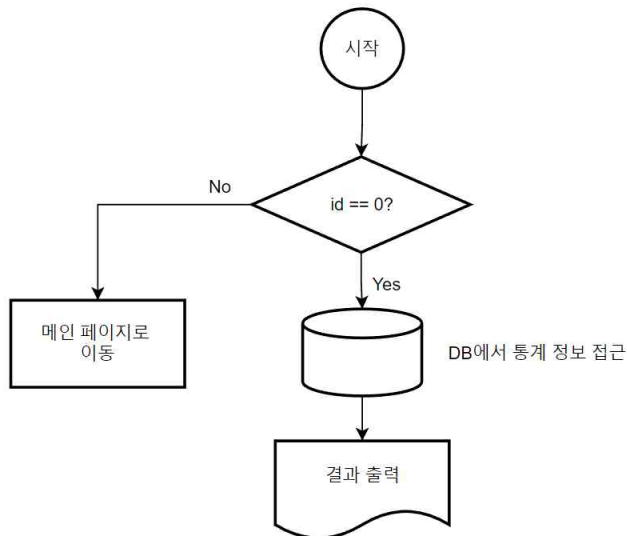 시작
id == 0?
No
Yes
메인 페이지로
이동
DB에서 통계 정보 접근
결과 출력